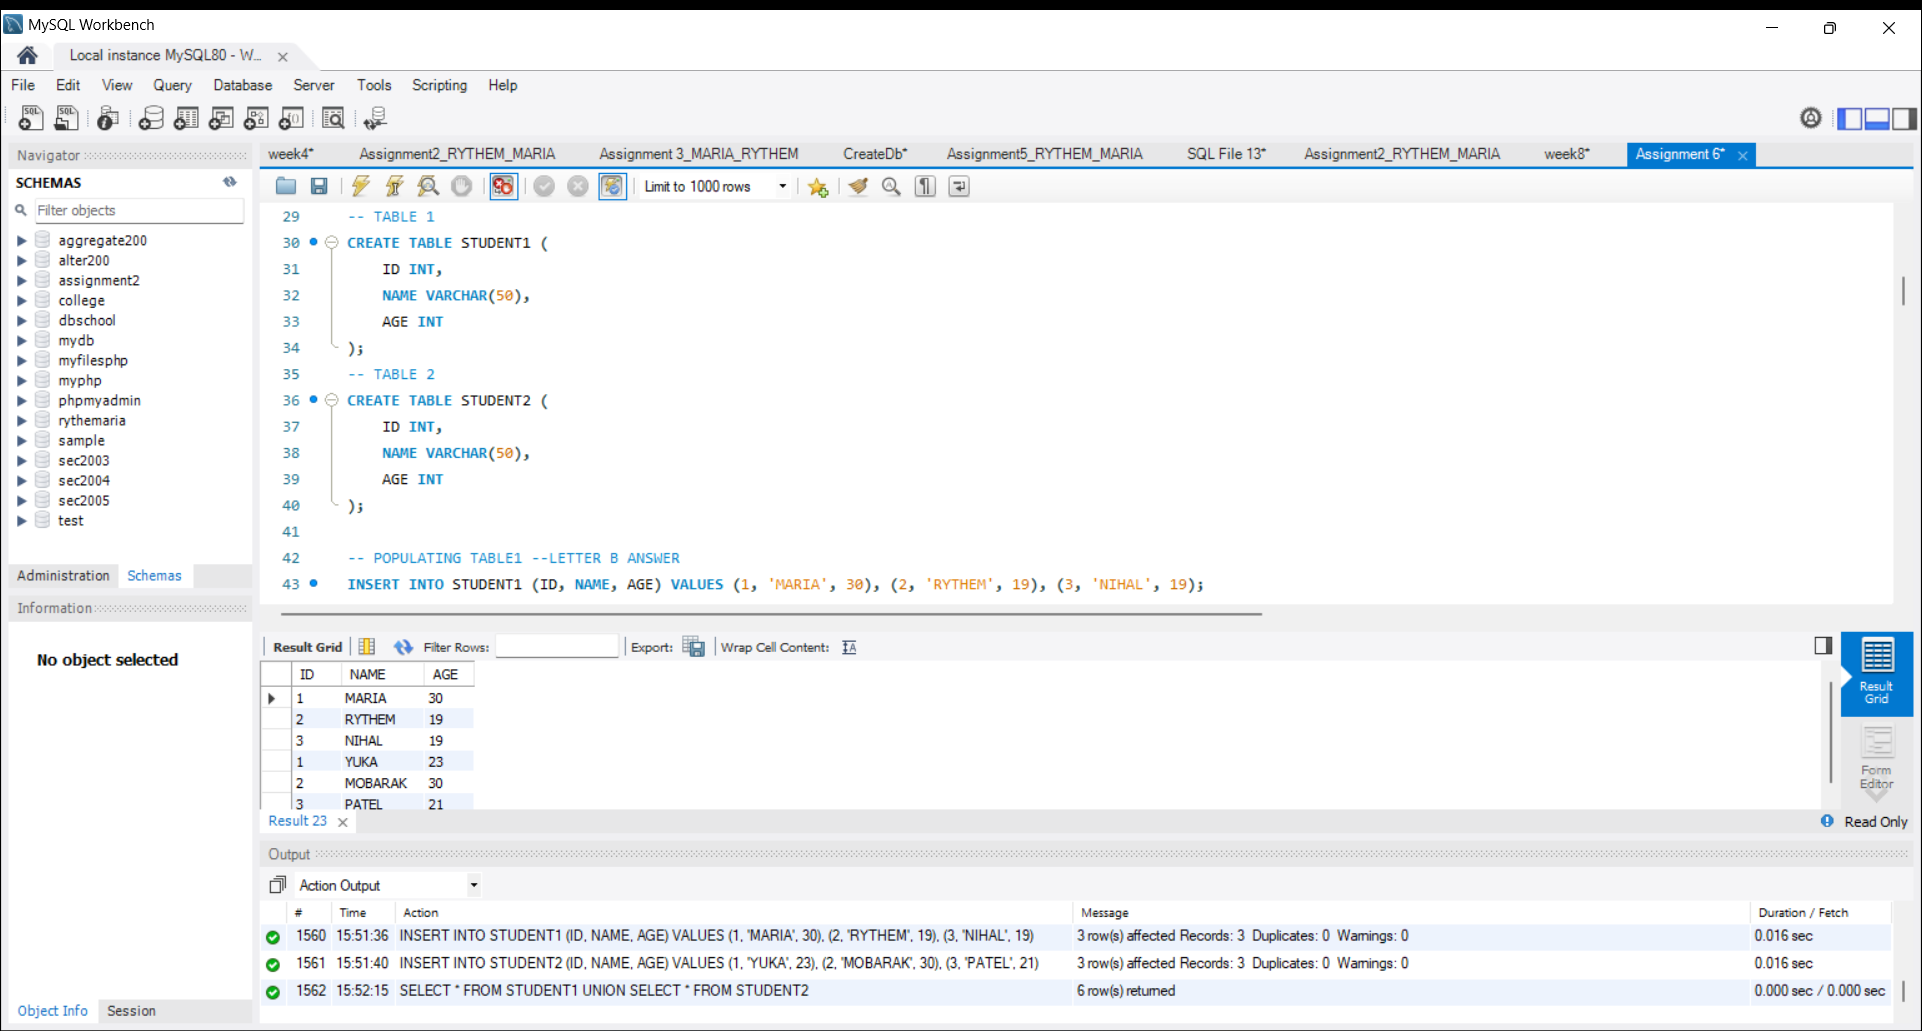 MySQL Workbench
Local instance MySQL80 - W...
File Edit View Query Database Server Tools Scripting Help
Navigator
SCHEMAS
Filter objects
aggregate200
alter200
assignment2
college
dbschool
mydb
myfilesphp
myphp
phpmyadmin
rythemaria
sample
sec2003
sec2004
sec2005
test
Administration Schemas
Information
No object selected
Object Info Session
week4* Assignment2_RYTHEM_MARIA Assignment 3_MARIA_RYTHEM CreateDb* Assignment5_RYTHEM_MARIA SQL File 13* Assignment2_RYTHEM_MARIA week8* Assignment 6*
Limit to 1000 rows
29 -- TABLE 1
30 CREATE TABLE STUDENT1 (
31 ID INT,
32 NAME VARCHAR(50),
33 AGE INT
34 );
35 -- TABLE 2
36 CREATE TABLE STUDENT2 (
37 ID INT,
38 NAME VARCHAR(50),
39 AGE INT
40 );
41
42 -- POPULATING TABLE1 --LETTER B ANSWER
43 INSERT INTO STUDENT1 (ID, NAME, AGE) VALUES (1, 'MARIA', 30), (2, 'RYTHEM', 19), (3, 'NIHAL', 19);
Result Grid Filter Rows: Export: Wrap Cell Content:
ID NAME AGE
1 MARIA 30
2 RYTHEM 19
3 NIHAL 19
1 YUKA 23
2 MOBARAK 30
3 PATEL 21
Result Grid
Form Editor
Result 23
Read Only
Output
Action Output
# Time Action Message Duration / Fetch
1560 15:51:36 INSERT INTO STUDENT1 (ID, NAME, AGE) VALUES (1, 'MARIA', 30), (2, 'RYTHEM', 19), (3, 'NIHAL', 19) 3 row(s) affected Records: 3 Duplicates: 0 Warnings: 0 0.016 sec
1561 15:51:40 INSERT INTO STUDENT2 (ID, NAME, AGE) VALUES (1, 'YUKA', 23), (2, 'MOBARAK', 30), (3, 'PATEL', 21) 3 row(s) affected Records: 3 Duplicates: 0 Warnings: 0 0.016 sec
1562 15:52:15 SELECT * FROM STUDENT1 UNION SELECT * FROM STUDENT2 6 row(s) returned 0.000 sec / 0.000 sec